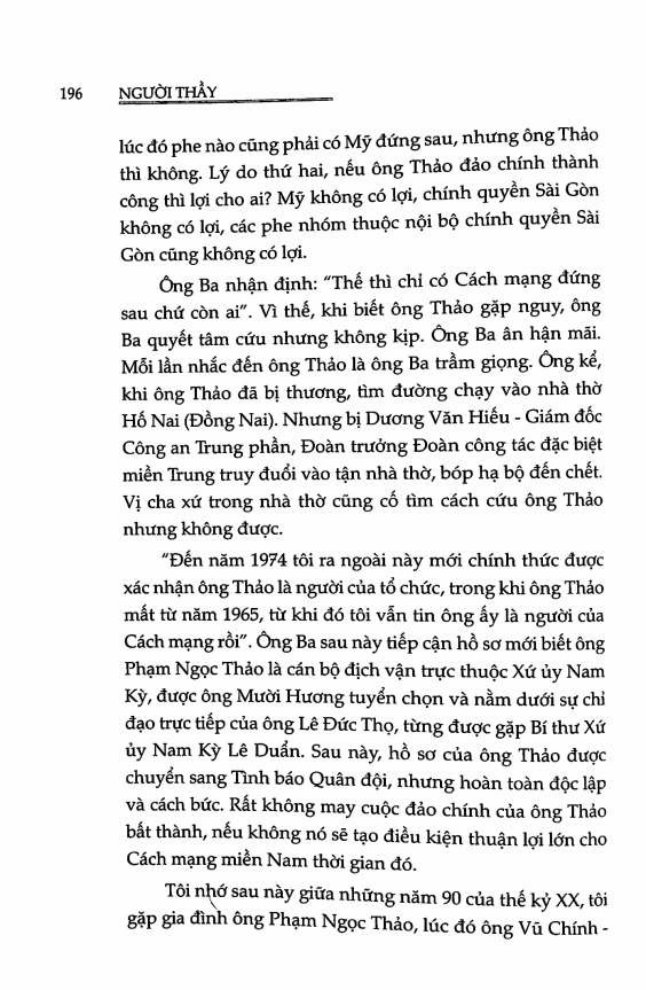 196 NGƯỜI THẦY
lúc đó phe nào cũng phải có Mỹ đứng sau, nhưng ông Thảo
thì không. Lý do thứ hai, nếu ông Thảo đảo chính thành
công thì lợi cho ai? Mỹ không có lợi, chính quyền Sài Gòn
không có lợi, các phe nhóm thuộc nội bộ chính quyền Sài
Gòn cũng không có lợi.
Ông Ba nhận định: "Thế thì chỉ có Cách mạng đứng
sau chứ còn ai". Vì thế, khi biết ông Thảo gặp nguy, ông
Ba quyết tâm cứu nhưng không kịp. Ông Ba ân hận mãi.
Mỗi lần nhắc đến ông Thảo là ông Ba trầm giọng. Ông kể,
khi ông Thảo đã bị thương, tìm đường chạy vào nhà thờ
Hố Nai (Đồng Nai). Nhưng bị Dương Văn Hiếu - Giám đốc
Công an Trung phần, Đoàn trưởng Đoàn công tác đặc biệt
miền Trung truy đuổi vào tận nhà thờ, bóp hạ bộ đến chết.
Vị cha xứ trong nhà thờ cũng cố tìm cách cứu ông Thảo
nhưng không được.
"Đến năm 1974 tôi ra ngoài này mới chính thức được
xác nhận ông Thảo là người của tổ chức, trong khi ông Thảo
mất từ năm 1965, từ khi đó tôi vẫn tin ông ấy là người của
Cách mạng rồi". Ông Ba sau này tiếp cận hồ sơ mới biết ông
Phạm Ngọc Thảo là cán bộ địch vận trực thuộc Xứ ủy Nam
Kỳ, được ông Mười Hương tuyển chọn và nằm dưới sự chỉ
đạo trực tiếp của ông Lê Đức Thọ, từng được gặp Bí thư Xứ
ủy Nam Kỳ Lê Duẩn. Sau này, hồ sơ của ông Thảo được
chuyển sang Tình báo Quân đội, nhưng hoàn toàn độc lập
và cách bức. Rất không may cuộc đảo chính của ông Thảo
bất thành, nếu không nó sẽ tạo điều kiện thuận lợi lớn cho
Cách mạng miền Nam thời gian đó.
Tôi nhớ sau này giữa những năm 90 của thế kỷ XX, tôi
gặp gia đình ông Phạm Ngọc Thảo, lúc đó ông Vũ Chính -